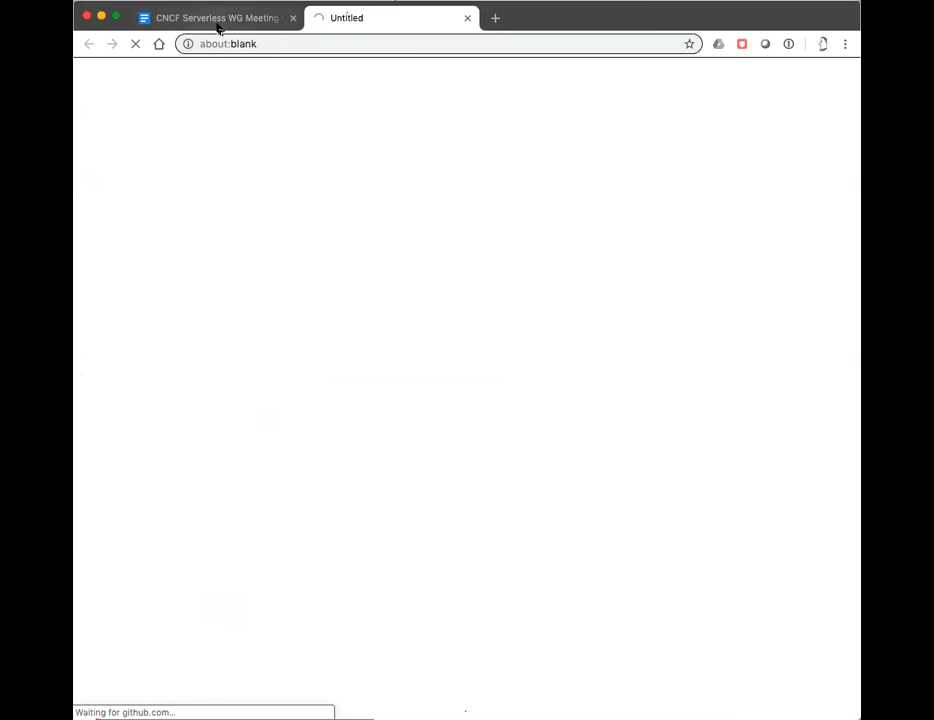 CNCF Serverless WG Meeting
Untitled
about:blank
Waiting for github.com...